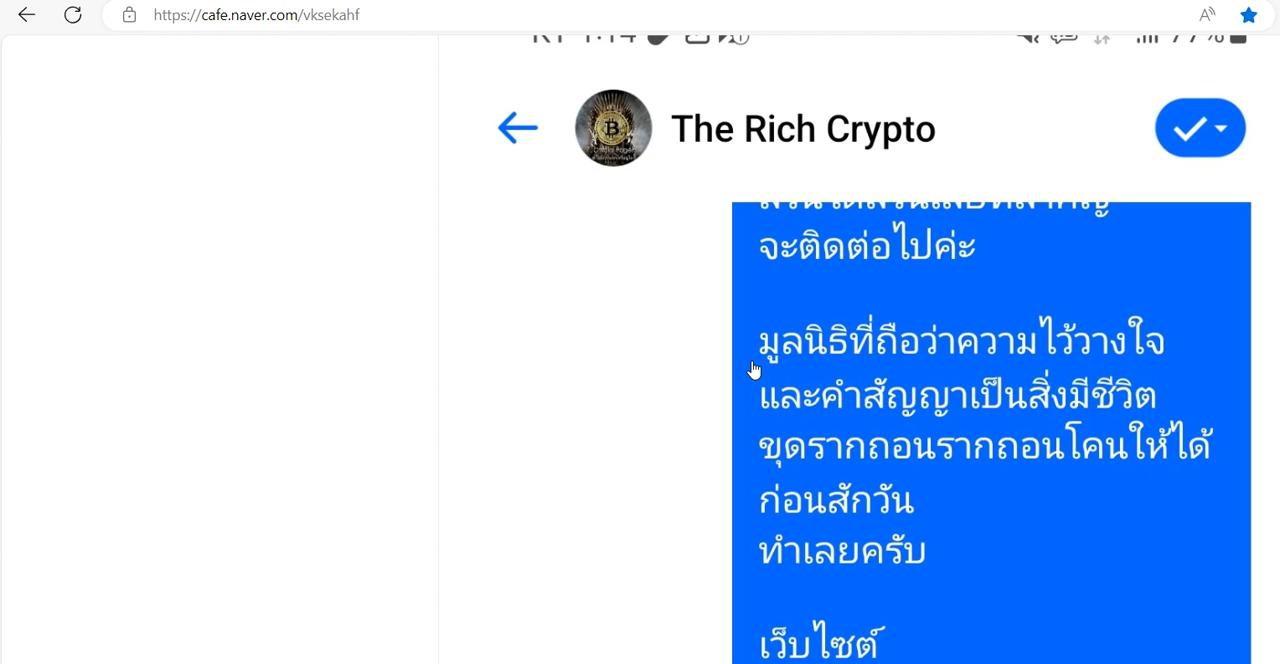 https://cafe.naver.com/vksekahf
The Rich Crypto
จะติดต่อไปค่ะ
มูลนิธิที่ถือว่าความไว้วางใจ
และคำสัญญาเป็นสิ่งมีชีวิต
ขุดรากถอนรากถอนโคนให้ได้
ก่อนสักวัน
ทำเลยครับ
เว็บไซต์